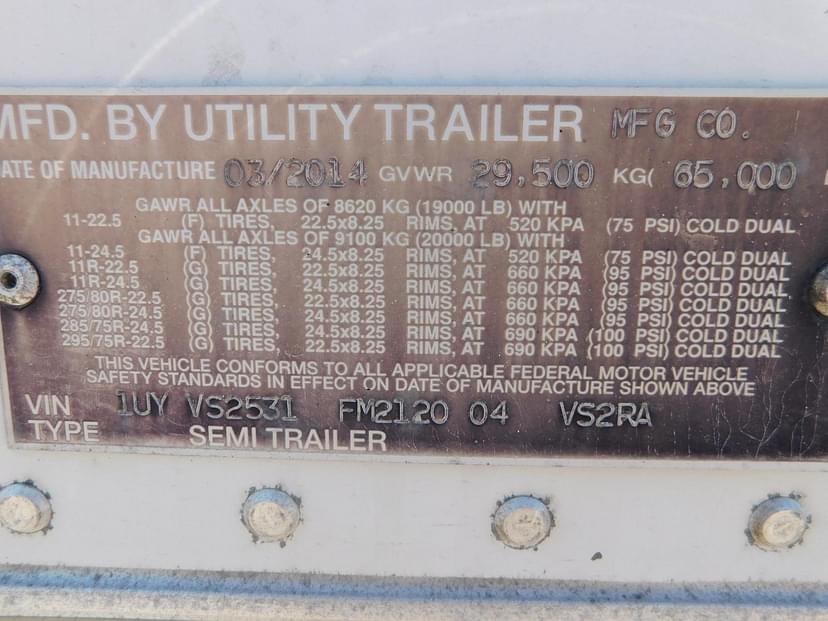 MFD. BY UTILITY TRAILER MFG CO.
DATE OF MANUFACTURE 03/2014 GVWR 29,500 KG( 65,000
GAWR ALL AXLES OF 8620 KG (19000 LB) WITH
11-22.5 (F) TIRES, 22.5x8.25 RIMS, AT 520 KPA (75 PSI) COLD DUAL
GAWR ALL AXLES OF 9100 KG (20000 LB) WITH
11-24.5 (F) TIRES, 24.5x8.25 RIMS, AT 520 KPA (75 PSI) COLD DUAL
11R-22.5 (G) TIRES, 22.5x8.25 RIMS, AT 660 KPA (95 PSI) COLD DUAL
11R-24.5 (G) TIRES, 24.5x8.25 RIMS, AT 660 KPA (95 PSI) COLD DUAL
275/80R-22.5 (G) TIRES, 22.5x8.25 RIMS, AT 660 KPA (95 PSI) COLD DUAL
275/80R-24.5 (G) TIRES, 24.5x8.25 RIMS, AT 660 KPA (95 PSI) COLD DUAL
285/75R-24.5 (G) TIRES, 24.5x8.25 RIMS, AT 690 KPA (100 PSI) COLD DUAL
295/75R-22.5 (G) TIRES, 22.5x8.25 RIMS, AT 690 KPA (100 PSI) COLD DUAL
THIS VEHICLE CONFORMS TO ALL APPLICABLE FEDERAL MOTOR VEHICLE
SAFETY STANDARDS IN EFFECT ON DATE OF MANUFACTURE SHOWN ABOVE
VIN 1UY VS2531 FM2120 04 VS2RA
TYPE SEMI TRAILER